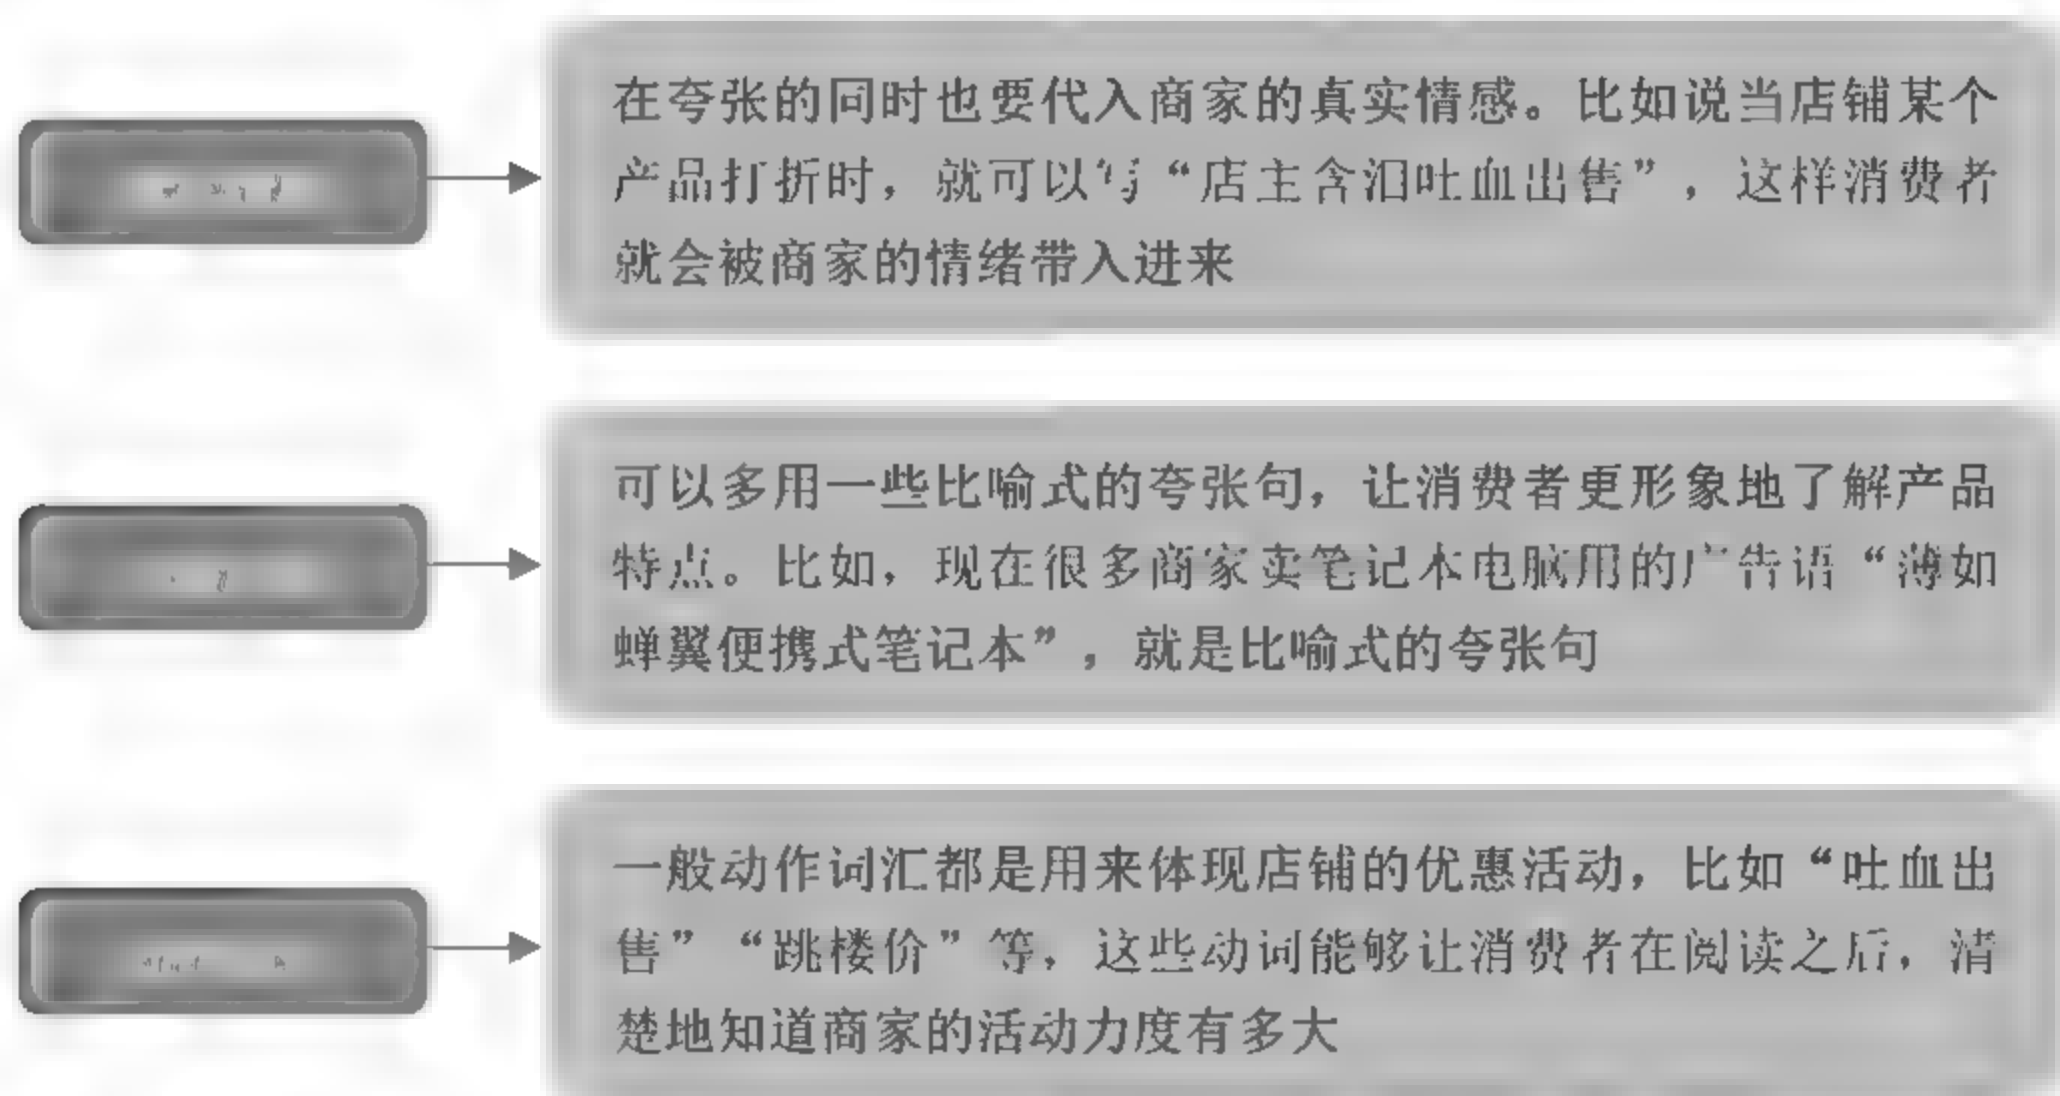 在夸张的同时也要代入商家的真实情感。比如说当店铺某个
产品打折时，就可以写“店主含泪吐血出售”，这样消费者
就会被商家的情绪带入进来
可以多用一些比喻式的夸张句，让消费者更形象地了解产品
特点。比如，现在很多商家卖笔记本电脑用的广告语“薄如
蝉翼便携式笔记本”，就是比喻式的夸张句
一般动作词汇都是用来体现店铺的优惠活动，比如“吐血出
售”“跳楼价”等，这些动词能够让消费者在阅读之后，清
楚地知道商家的活动力度有多大